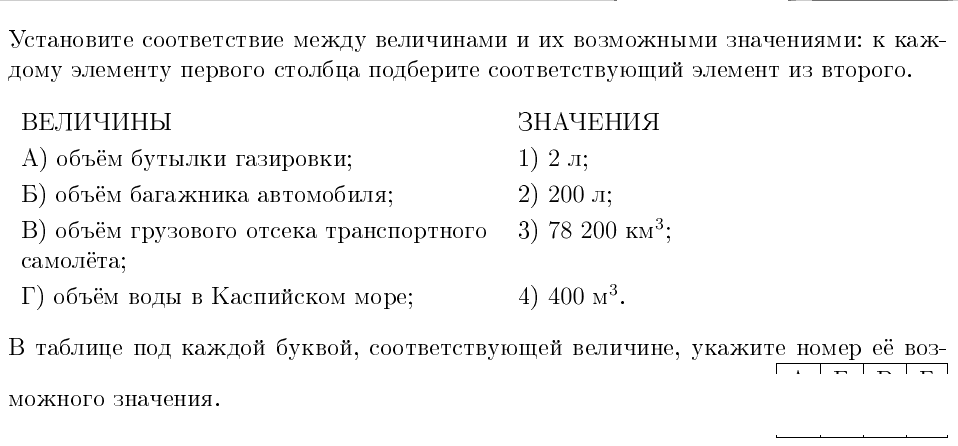 Установите соответствие между величинами и их возможными значениями: к каж-
дому элементу первого столбца подберите соответствующий элемент из второго.
ВЕЛИЧИНЫ ЗНАЧЕНИЯ
А) объём бутылки газировки; 1) 2 л;
Б) объём багажника автомобиля; 2) 200 л;
В) объём грузового отсека транспортного 3) 78 200 км³;
самолёта;
Г) объём воды в Каспийском море; 4) 400 м³.
В таблице под каждой буквой, соответствующей величине, укажите номер её воз-
можного значения.